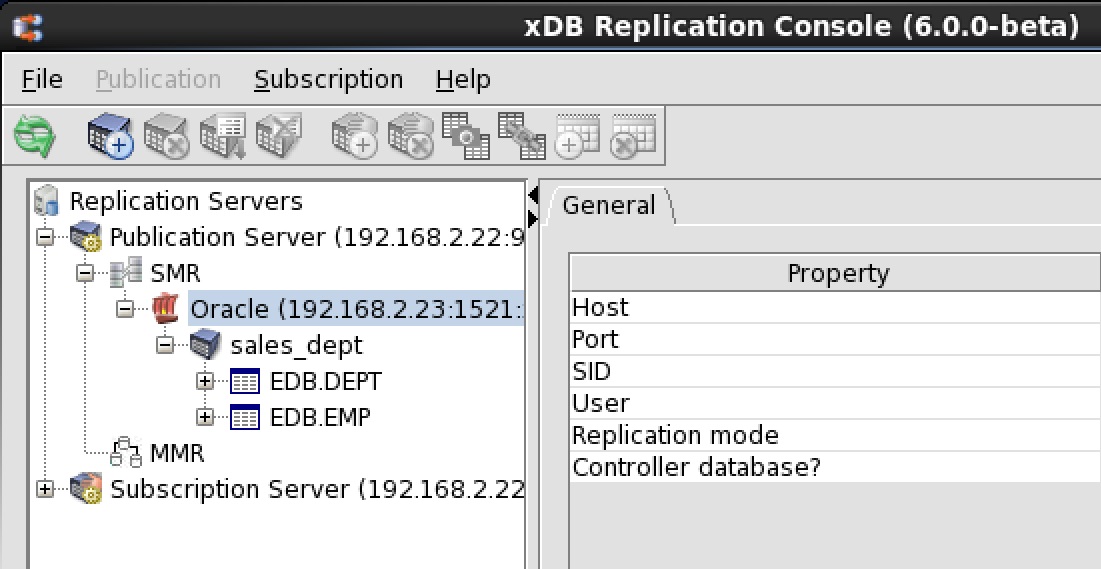 xDB Replication Console (6.0.0-beta)
File Publication Subscription Help
Replication Servers
Publication Server (192.168.2.22:9
SMR
Oracle (192.168.2.23:1521:
sales_dept
EDB.DEPT
EDB.EMP
MMR
Subscription Server (192.168.2.22
General
Property
Host
Port
SID
User
Replication mode
Controller database?